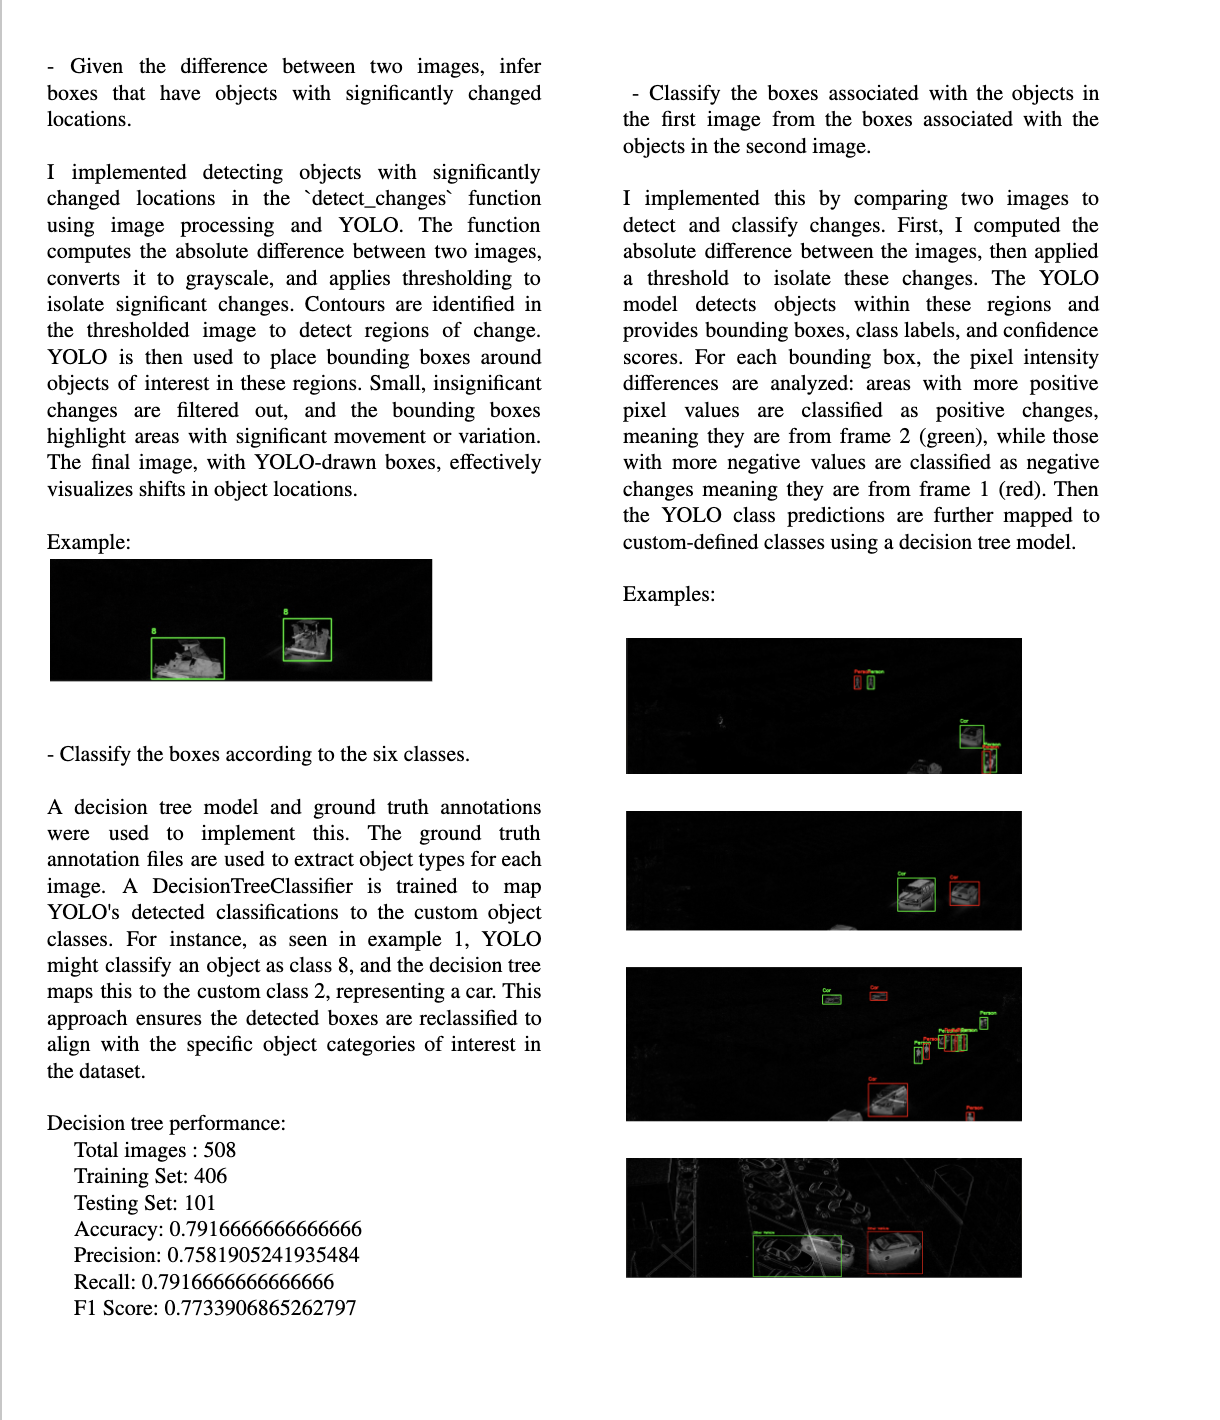 - Given the difference between two images, infer
boxes that have objects with significantly changed
locations.
I implemented detecting objects with significantly
changed locations in the `detect_changes` function
using image processing and YOLO. The function
computes the absolute difference between two images,
converts it to grayscale, and applies thresholding to
isolate significant changes. Contours are identified in
the thresholded image to detect regions of change.
YOLO is then used to place bounding boxes around
objects of interest in these regions. Small, insignificant
changes are filtered out, and the bounding boxes
highlight areas with significant movement or variation.
The final image, with YOLO-drawn boxes, effectively
visualizes shifts in object locations.
Example:
8
8
- Classify the boxes according to the six classes.
A decision tree model and ground truth annotations
were used to implement this. The ground truth
annotation files are used to extract object types for each
image. A DecisionTreeClassifier is trained to map
YOLO's detected classifications to the custom object
classes. For instance, as seen in example 1, YOLO
might classify an object as class 8, and the decision tree
maps this to the custom class 2, representing a car. This
approach ensures the detected boxes are reclassified to
align with the specific object categories of interest in
the dataset.
Decision tree performance:
Total images : 508
Training Set: 406
Testing Set: 101
Accuracy: 0.7916666666666666
Precision: 0.7581905241935484
Recall: 0.7916666666666666
F1 Score: 0.7733906865262797
- Classify the boxes associated with the objects in
the first image from the boxes associated with the
objects in the second image.
I implemented this by comparing two images to
detect and classify changes. First, I computed the
absolute difference between the images, then applied
a threshold to isolate these changes. The YOLO
model detects objects within these regions and
provides bounding boxes, class labels, and confidence
scores. For each bounding box, the pixel intensity
differences are analyzed: areas with more positive
pixel values are classified as positive changes,
meaning they are from frame 2 (green), while those
with more negative values are classified as negative
changes meaning they are from frame 1 (red). Then
the YOLO class predictions are further mapped to
custom-defined classes using a decision tree model.
Examples:
Person
Car
Person
Car
Car
Car
Car
Person
Person
Car
Person